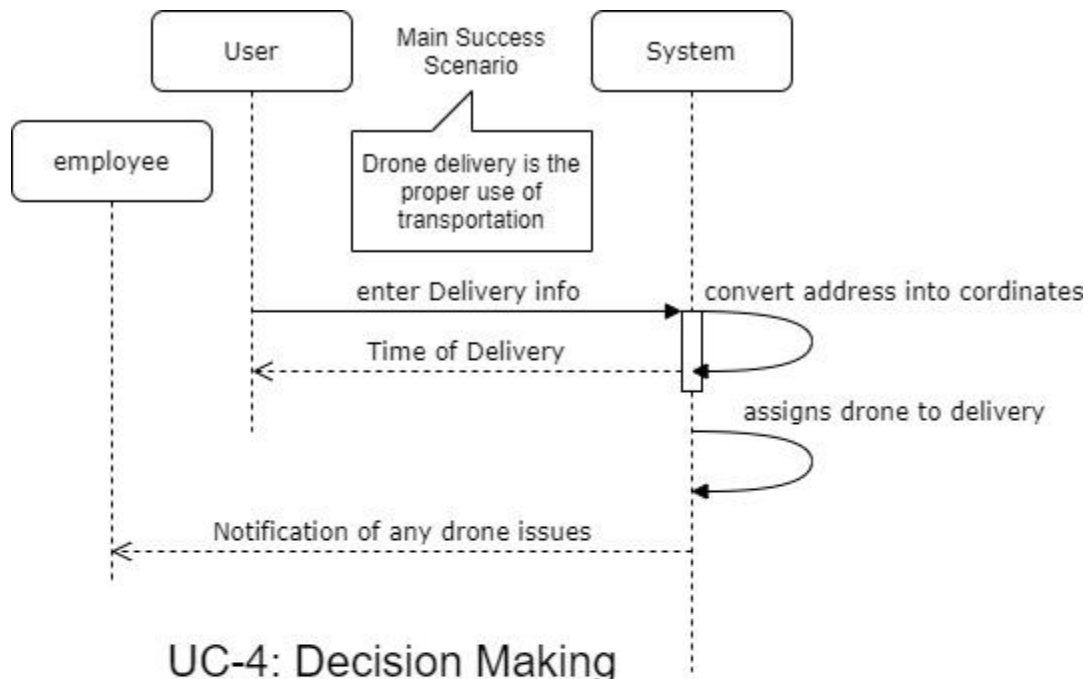 User
Main Success
Scenario
System
employee
Drone delivery is the
proper use of
transportation
enter Delivery info
convert address into cordinates
Time of Delivery
assigns drone to delivery
Notification of any drone issues
UC-4: Decision Making